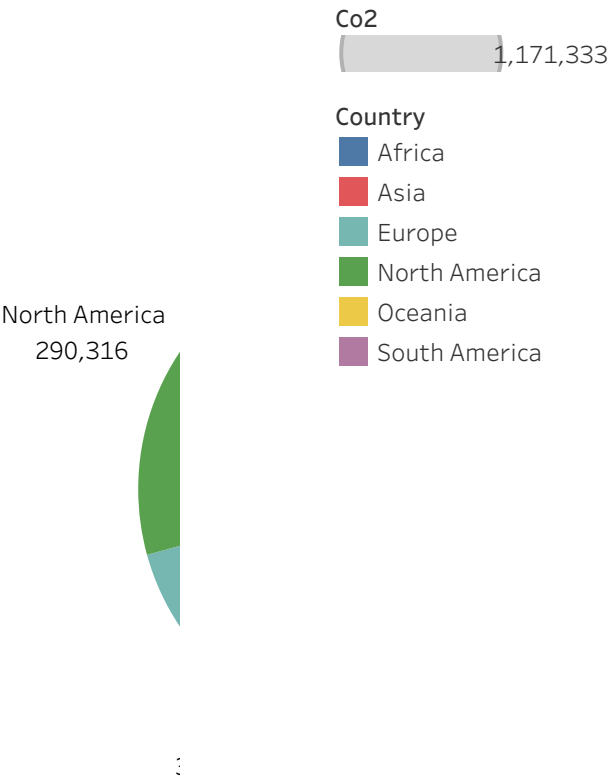 Co2
1,171,333
Country
Africa
Asia
Europe
North America
Oceania
South America
North America
290,316